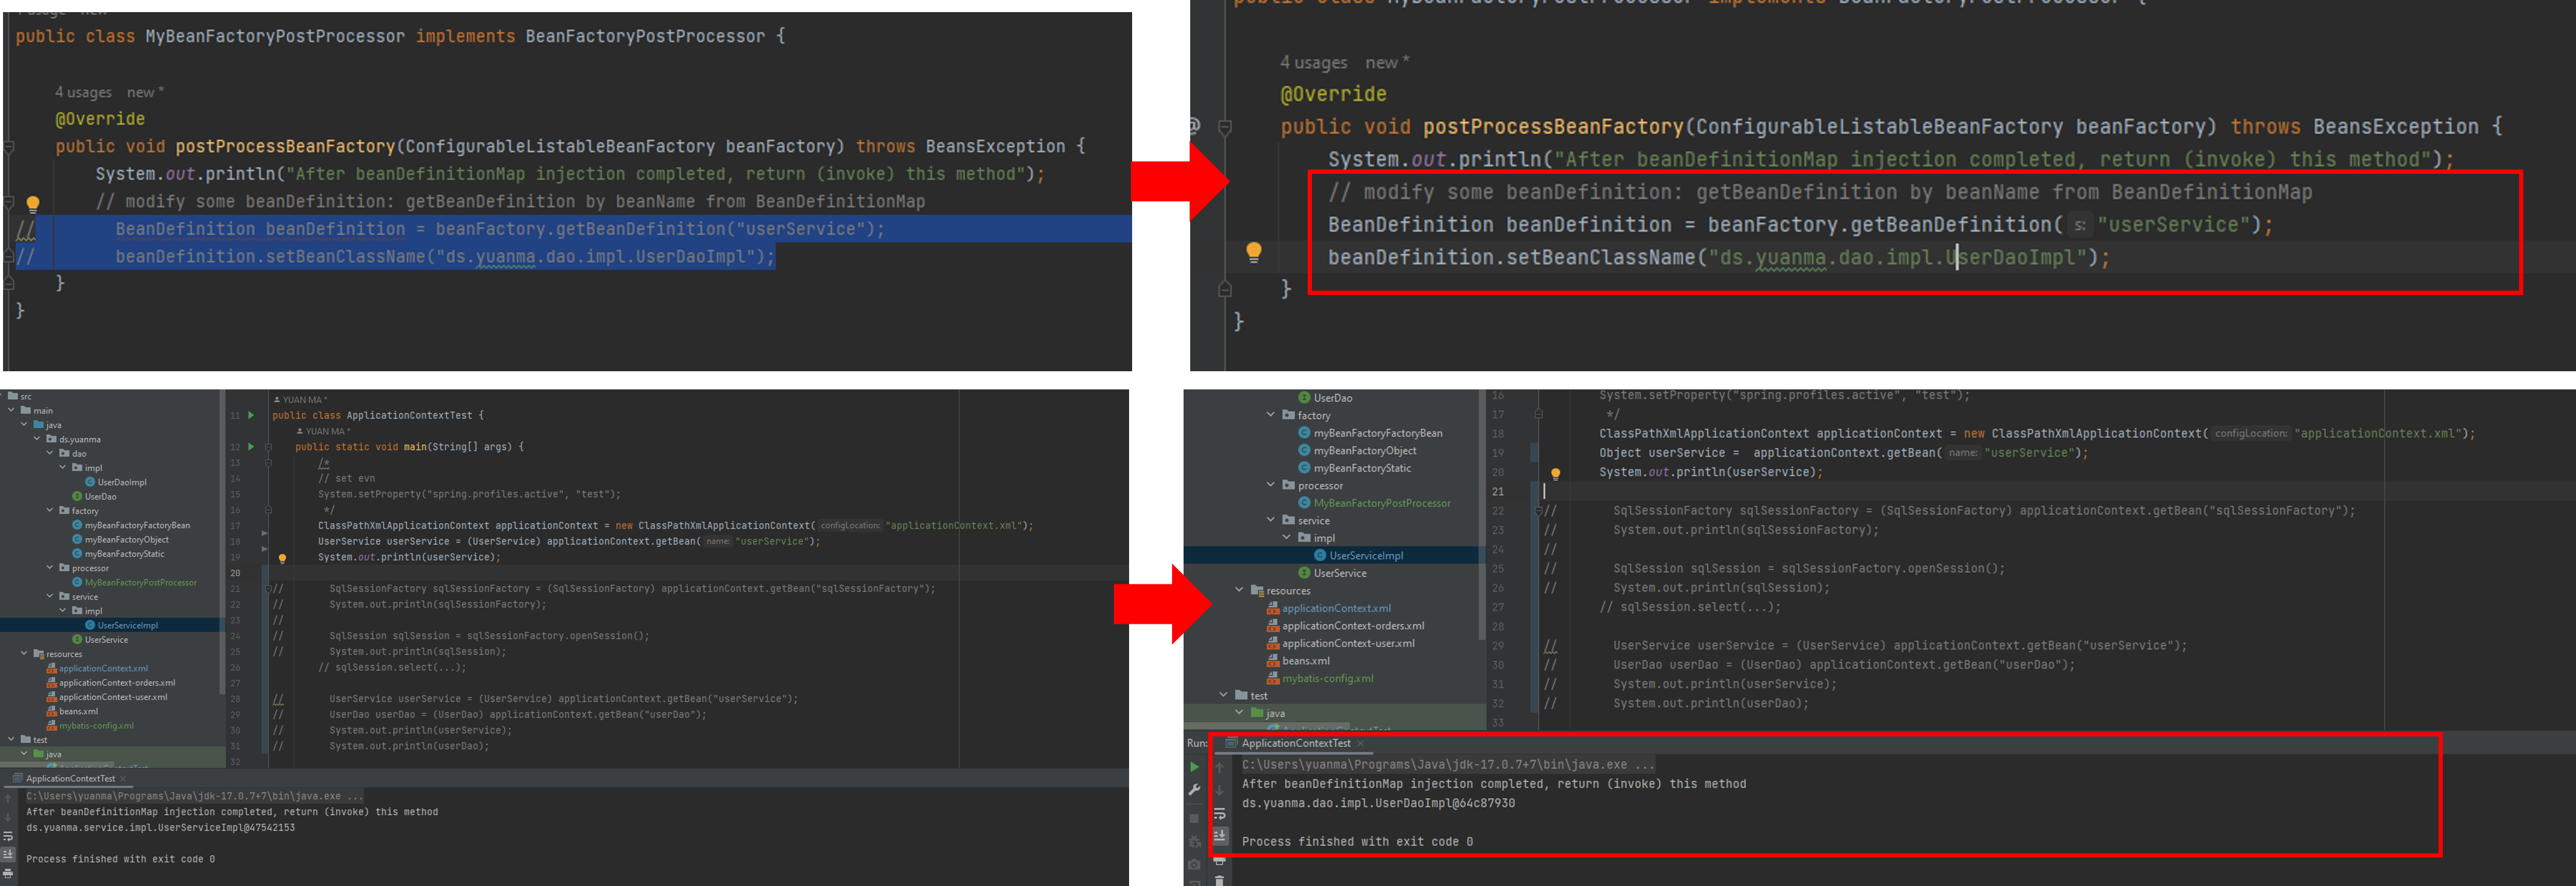 public class MyBeanFactoryPostProcessor implements BeanFactoryPostProcessor {
4 usages new *
@Override
public void postProcessBeanFactory(ConfigurableListableBeanFactory beanFactory) throws BeansException {
System.out.println("After beanDefinitionMap injection completed, return (invoke) this method");
// modify some beanDefinition: getBeanDefinition by beanName from BeanDefinitionMap
// BeanDefinition beanDefinition = beanFactory.getBeanDefinition("userService");
// beanDefinition.setBeanClassName("ds.yuanma.dao.impl.UserDaoImpl");
}
}
4 usages new *
@Override
public void postProcessBeanFactory(ConfigurableListableBeanFactory beanFactory) throws BeansException {
System.out.println("After beanDefinitionMap injection completed, return (invoke) this method");
// modify some beanDefinition: getBeanDefinition by beanName from BeanDefinitionMap
BeanDefinition beanDefinition = beanFactory.getBeanDefinition( s: "userService");
beanDefinition.setBeanClassName("ds.yuanma.dao.impl.UserDaoImpl");
}
}
src
main
java
ds.yuanma
dao
impl
UserDaoImpl
UserDao
factory
myBeanFactoryFactoryBean
myBeanFactoryObject
myBeanFactoryStatic
processor
MyBeanFactoryPostProcessor
service
impl
UserServiceImpl
UserService
resources
applicationContext.xml
applicationContext-orders.xml
applicationContext-user.xml
beans.xml
mybatis-config.xml
test
java
YUAN MA *
11 public class ApplicationContextTest {
YUAN MA *
12 public static void main(String[] args) {
13 /*
14 // set evn
15 System.setProperty("spring.profiles.active", "test");
16 */
17 ClassPathXmlApplicationContext applicationContext = new ClassPathXmlApplicationContext( configLocation: "applicationContext.xml");
18 UserService userService = (UserService) applicationContext.getBean( name: "userService");
19 System.out.println(userService);
20
21 // SqlSessionFactory sqlSessionFactory = (SqlSessionFactory) applicationContext.getBean("sqlSessionFactory");
22 // System.out.println(sqlSessionFactory);
23 //
24 // SqlSession sqlSession = sqlSessionFactory.openSession();
25 // System.out.println(sqlSession);
26 // sqlSession.select(...);
27
28 // UserService userService = (UserService) applicationContext.getBean("userService");
29 // UserDao userDao = (UserDao) applicationContext.getBean("userDao");
30 // System.out.println(userService);
31 // System.out.println(userDao);
32
ApplicationContextTest
C:\Users\yuanma\Programs\Java\jdk-17.0.7+7\bin\java.exe ...
After beanDefinitionMap injection completed, return (invoke) this method
ds.yuanma.service.impl.UserServiceImpl@47542153
Process finished with exit code 0
UserDao
factory
myBeanFactoryFactoryBean
myBeanFactoryObject
myBeanFactoryStatic
processor
MyBeanFactoryPostProcessor
service
impl
UserServiceImpl
UserService
resources
applicationContext.xml
applicationContext-orders.xml
applicationContext-user.xml
beans.xml
mybatis-config.xml
test
java
16 System.setProperty("spring.profiles.active", "test");
17 */
18 ClassPathXmlApplicationContext applicationContext = new ClassPathXmlApplicationContext( configLocation: "applicationContext.xml");
19 Object userService = applicationContext.getBean( name: "userService");
20 System.out.println(userService);
21
22 // SqlSessionFactory sqlSessionFactory = (SqlSessionFactory) applicationContext.getBean("sqlSessionFactory");
23 // System.out.println(sqlSessionFactory);
24 //
25 // SqlSession sqlSession = sqlSessionFactory.openSession();
26 // System.out.println(sqlSession);
27 // sqlSession.select(...);
28
29 // UserService userService = (UserService) applicationContext.getBean("userService");
30 // UserDao userDao = (UserDao) applicationContext.getBean("userDao");
31 // System.out.println(userService);
32 // System.out.println(userDao);
33
Run: ApplicationContextTest
C:\Users\yuanma\Programs\Java\jdk-17.0.7+7\bin\java.exe ...
After beanDefinitionMap injection completed, return (invoke) this method
ds.yuanma.dao.impl.UserDaoImpl@64c87930
Process finished with exit code 0